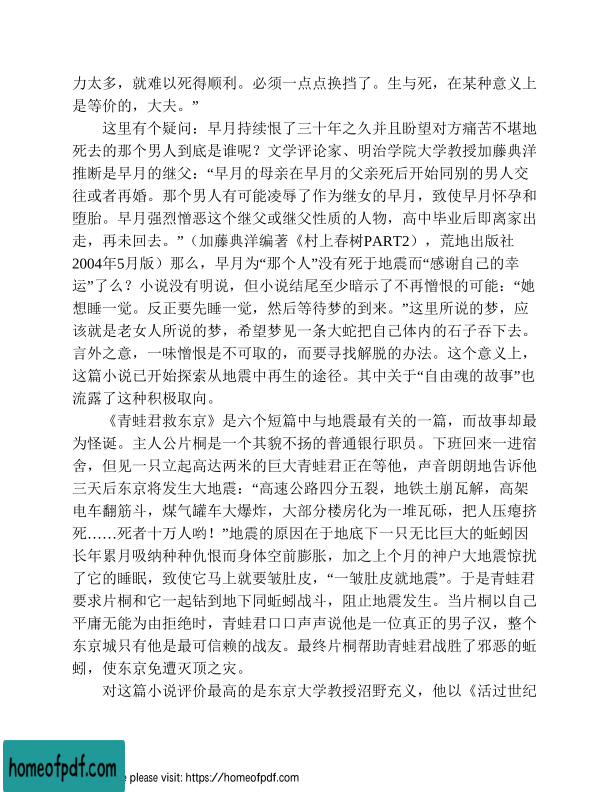 力太多，就难以死得顺利。必须一点点换挡了。生与死，在某种意义上
是等价的，大夫。”
这里有个疑问：早月持续恨了三十年之久并且盼望对方痛苦不堪地
死去的那个男人到底是谁呢？文学评论家、明治学院大学教授加藤典洋
推断是早月的继父：“早月的母亲在早月的父亲死后开始同别的男人交
往或者再婚。那个男人有可能凌辱了作为继女的早月，致使早月怀孕和
堕胎。早月强烈憎恶这个继父或继父性质的人物，高中毕业后即离家出
走，再未回去。”（加藤典洋编著《村上春树PART2），荒地出版社
2004年5月版）那么，早月为“那个人”没有死于地震而“感谢自己的幸
运”了么？小说没有明说，但小说结尾至少暗示了不再憎恨的可能：“她
想睡一觉。反正要先睡一觉，然后等待梦的到来。”这里所说的梦，应
该就是老女人所说的梦，希望梦见一条大蛇把自己体内的石子吞下去。
言外之意，一味憎恨是不可取的，而要寻找解脱的办法。这个意义上，
这篇小说已开始探索从地震中再生的途径。其中关于“自由魂的故事”也
流露了这种积极取向。
《青蛙君救东京》是六个短篇中与地震最有关的一篇，而故事却最
为怪诞。主人公片桐是一个其貌不扬的普通银行职员。下班回来一进宿
舍，但见一只立起高达两米的巨大青蛙君正在等他，声音朗朗地告诉他
三天后东京将发生大地震：“高速公路四分五裂，地铁土崩瓦解，高架
电车翻筋斗，煤气罐车大爆炸，大部分楼房化为一堆瓦砾，把人压瘪挤
死……死者十万人哟！”地震的原因在于地底下一只无比巨大的蚯蚓因
长年累月吸纳种种仇恨而身体空前膨胀，加之上个月的神户大地震惊扰
了它的睡眠，致使它马上就要皱肚皮，“一皱肚皮就地震”。于是青蛙君
要求片桐和它一起钻到地下同蚯蚓战斗，阻止地震发生。当片桐以自己
平庸无能为由拒绝时，青蛙君口口声声说他是一位真正的男子汉，整个
东京城只有他是最可信赖的战友。最终片桐帮助青蛙君战胜了邪恶的蚯
蚓，使东京免遭灭顶之灾。
对这篇小说评价最高的是东京大学教授沼野充义，他以《活过世纪
homeofpdf.com
e please visit: https://homeofpdf.com